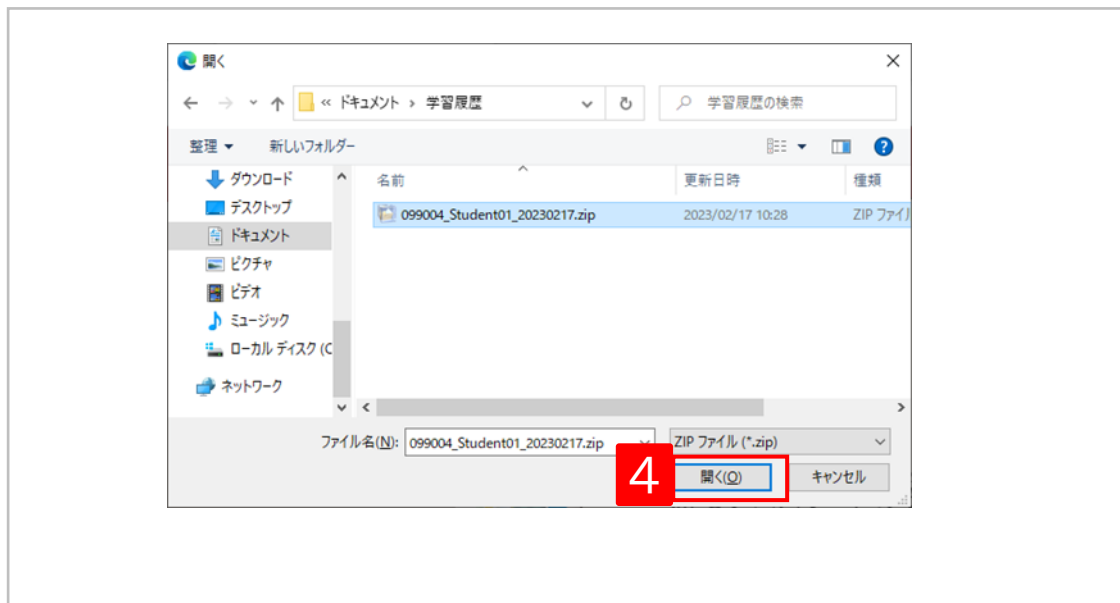 開く
« ドキュメント › 学習履歴
学習履歴の検索
整理
新しいフォルダー
名前
更新日時
種類
ダウンロード
デスクトップ
ドキュメント
ピクチャ
ビデオ
ミュージック
ローカル ディスク (C
ネットワーク
099004_Student01_20230217.zip
2023/02/17 10:28
ZIP ファイル
ファイル名(N):
099004_Student01_20230217.zip
ZIP ファイル (*.zip)
4
開く(O)
キャンセル